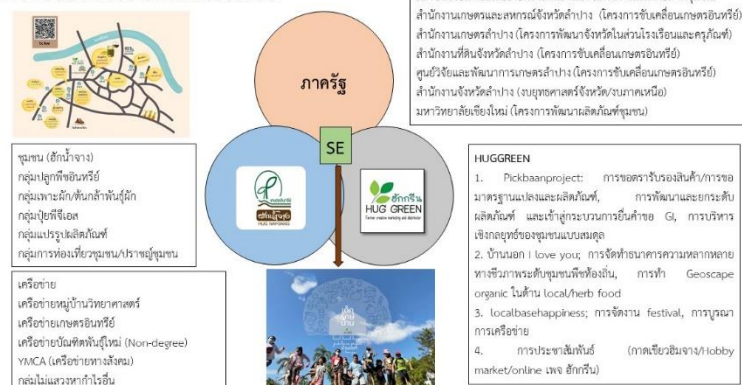 สำนักงานเกษตรและสหกรณ์จังหวัดลำปาง (โครงการขับเคลื่อนเกษตรอินทรีย์)
สำนักงานเกษตรลำปาง (โครงการพัฒนาจังหวัดในส่วนโรงเรือนและครุภัณฑ์)
สำนักงานที่ดินจังหวัดลำปาง (โครงการขับเคลื่อนเกษตรอินทรีย์)
ศูนย์วิจัยและพัฒนาการเกษตรลำปาง (โครงการขับเคลื่อนเกษตรอินทรีย์)
สำนักงานจังหวัดลำปาง (งบยุทธศาสตร์จังหวัด/งบภาคเหนือ)
มหาวิทยาลัยเชียงใหม่ (โครงการพัฒนาผลิตภัณฑ์ชุมชน)
ภาครัฐ
SE
ฮักกรีน
HUG GREEN
ชุมชน (ฮักน้ำจาง)
กลุ่มปลูกพืชอินทรีย์
กลุ่มเพาะผัก/ต้นกล้าพันธุ์ผัก
กลุ่มปุ๋ยพีจีเอส
กลุ่มแปรรูปผลิตภัณฑ์
กลุ่มการท่องเที่ยวชุมชน/ปราชญ์ชุมชน
เครือข่าย
เครือข่ายหมู่บ้านวิทยาศาสตร์
เครือข่ายเกษตรอินทรีย์
เครือข่ายบัณฑิตพันธุ์ใหม่ (Non-degree)
YMCA (เครือข่ายทางสังคม)
กลุ่มไม่แสวงหากำไรอื่น
HUGGREEN
1. Pickbaanproject: การขอตรารับรองสินค้า/การขอ
มาตรฐานแปลงและผลิตภัณฑ์, การพัฒนาและยกระดับ
ผลิตภัณฑ์ และเข้าสู่กระบวนการยื่นคำขอ GI, การบริหาร
เชิงกลยุทธ์ของชุมชนแบบสมดุล
2. บ้านนอก I love you; การจัดทำธนาคารความหลากหลาย
ทางชีวภาพระดับชุมชนพืชท้องถิ่น, การทำ Geoscape
organic ในด้าน local/herb food
3. localbasehappiness; การจัดงาน festival, การบูรณา
การเครือข่าย
4. การประชาสัมพันธ์ (กาดเขียวฮิมจาง/Hobby
market/online เพจ ฮักกรีน)